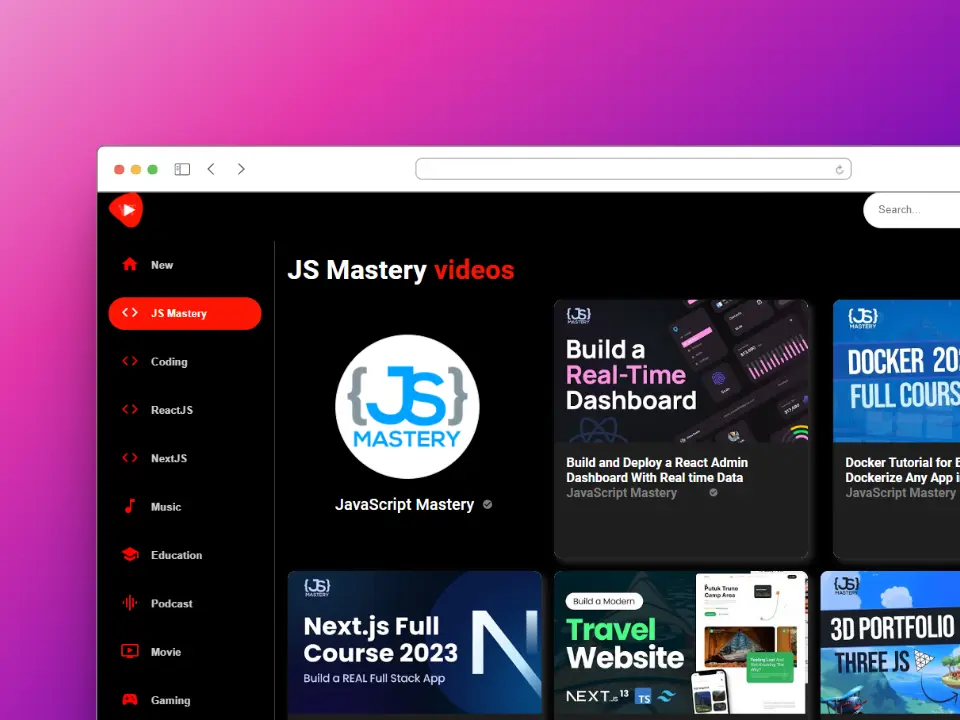 Search...
New
JS Mastery
Coding
ReactJS
NextJS
Music
Education
Podcast
Movie
Gaming
JS Mastery videos
{JS}
MASTERY
JavaScript Mastery
{JS}
MASTERY
Build a
Real-Time
Dashboard
Build and Deploy a React Admin
Dashboard With Real time Data
JavaScript Mastery
{JS}
MASTERY
DOCKER 20
FULL COURS
Docker Tutorial for
Dockerize Any App i
JavaScript Mastery
{JS}
MASTERY
Next.js Full
Course 2023
Build a REAL Full Stack App
N
Build a Modern
Travel
Website
NEXT.JS 13
TS
Putuk Truno
Camp Area
{JS}
MASTERY
3D PORTFOLIO
THREE JS